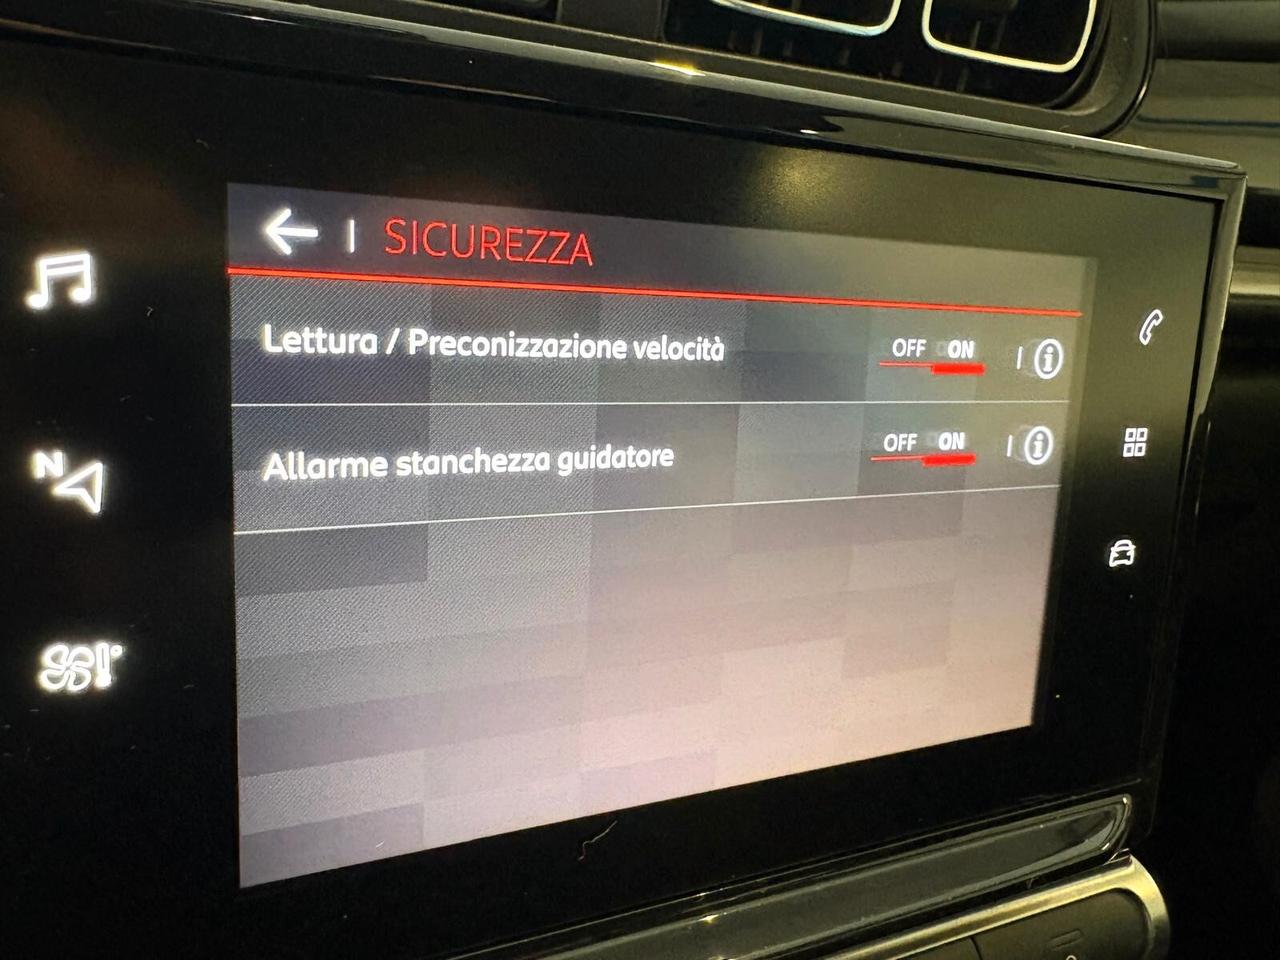 SICUREZZA
Lettura / Preconizzazione velocità OFF ON
Allarme stanchezza guidatore OFF ON
N